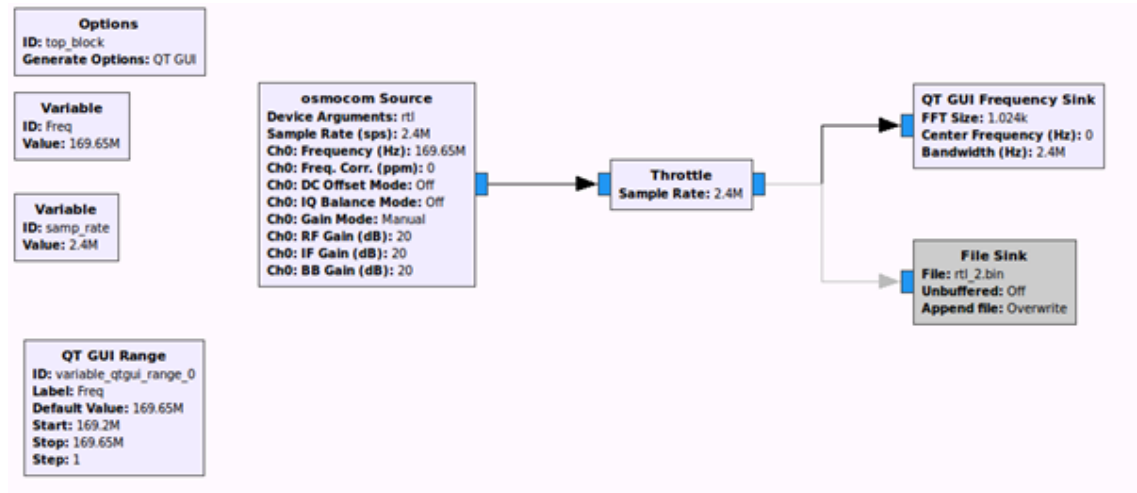 Options
ID: top_block
Generate Options: QT GUI
Variable
ID: Freq
Value: 169.65M
Variable
ID: samp_rate
Value: 2.4M
QT GUI Range
ID: variable_qtgui_range_0
Label: Freq
Default Value: 169.65M
Start: 169.2M
Stop: 169.65M
Step: 1
osmocom Source
Device Arguments: rtl
Sample Rate (sps): 2.4M
Ch0: Frequency (Hz): 169.65M
Ch0: Freq. Corr. (ppm): 0
Ch0: DC Offset Mode: Off
Ch0: IQ Balance Mode: Off
Ch0: Gain Mode: Manual
Ch0: RF Gain (dB): 20
Ch0: IF Gain (dB): 20
Ch0: BB Gain (dB): 20
Throttle
Sample Rate: 2.4M
QT GUI Frequency Sink
FFT Size: 1.024k
Center Frequency (Hz): 0
Bandwidth (Hz): 2.4M
File Sink
File: rtl_2.bin
Unbuffered: Off
Append file: Overwrite